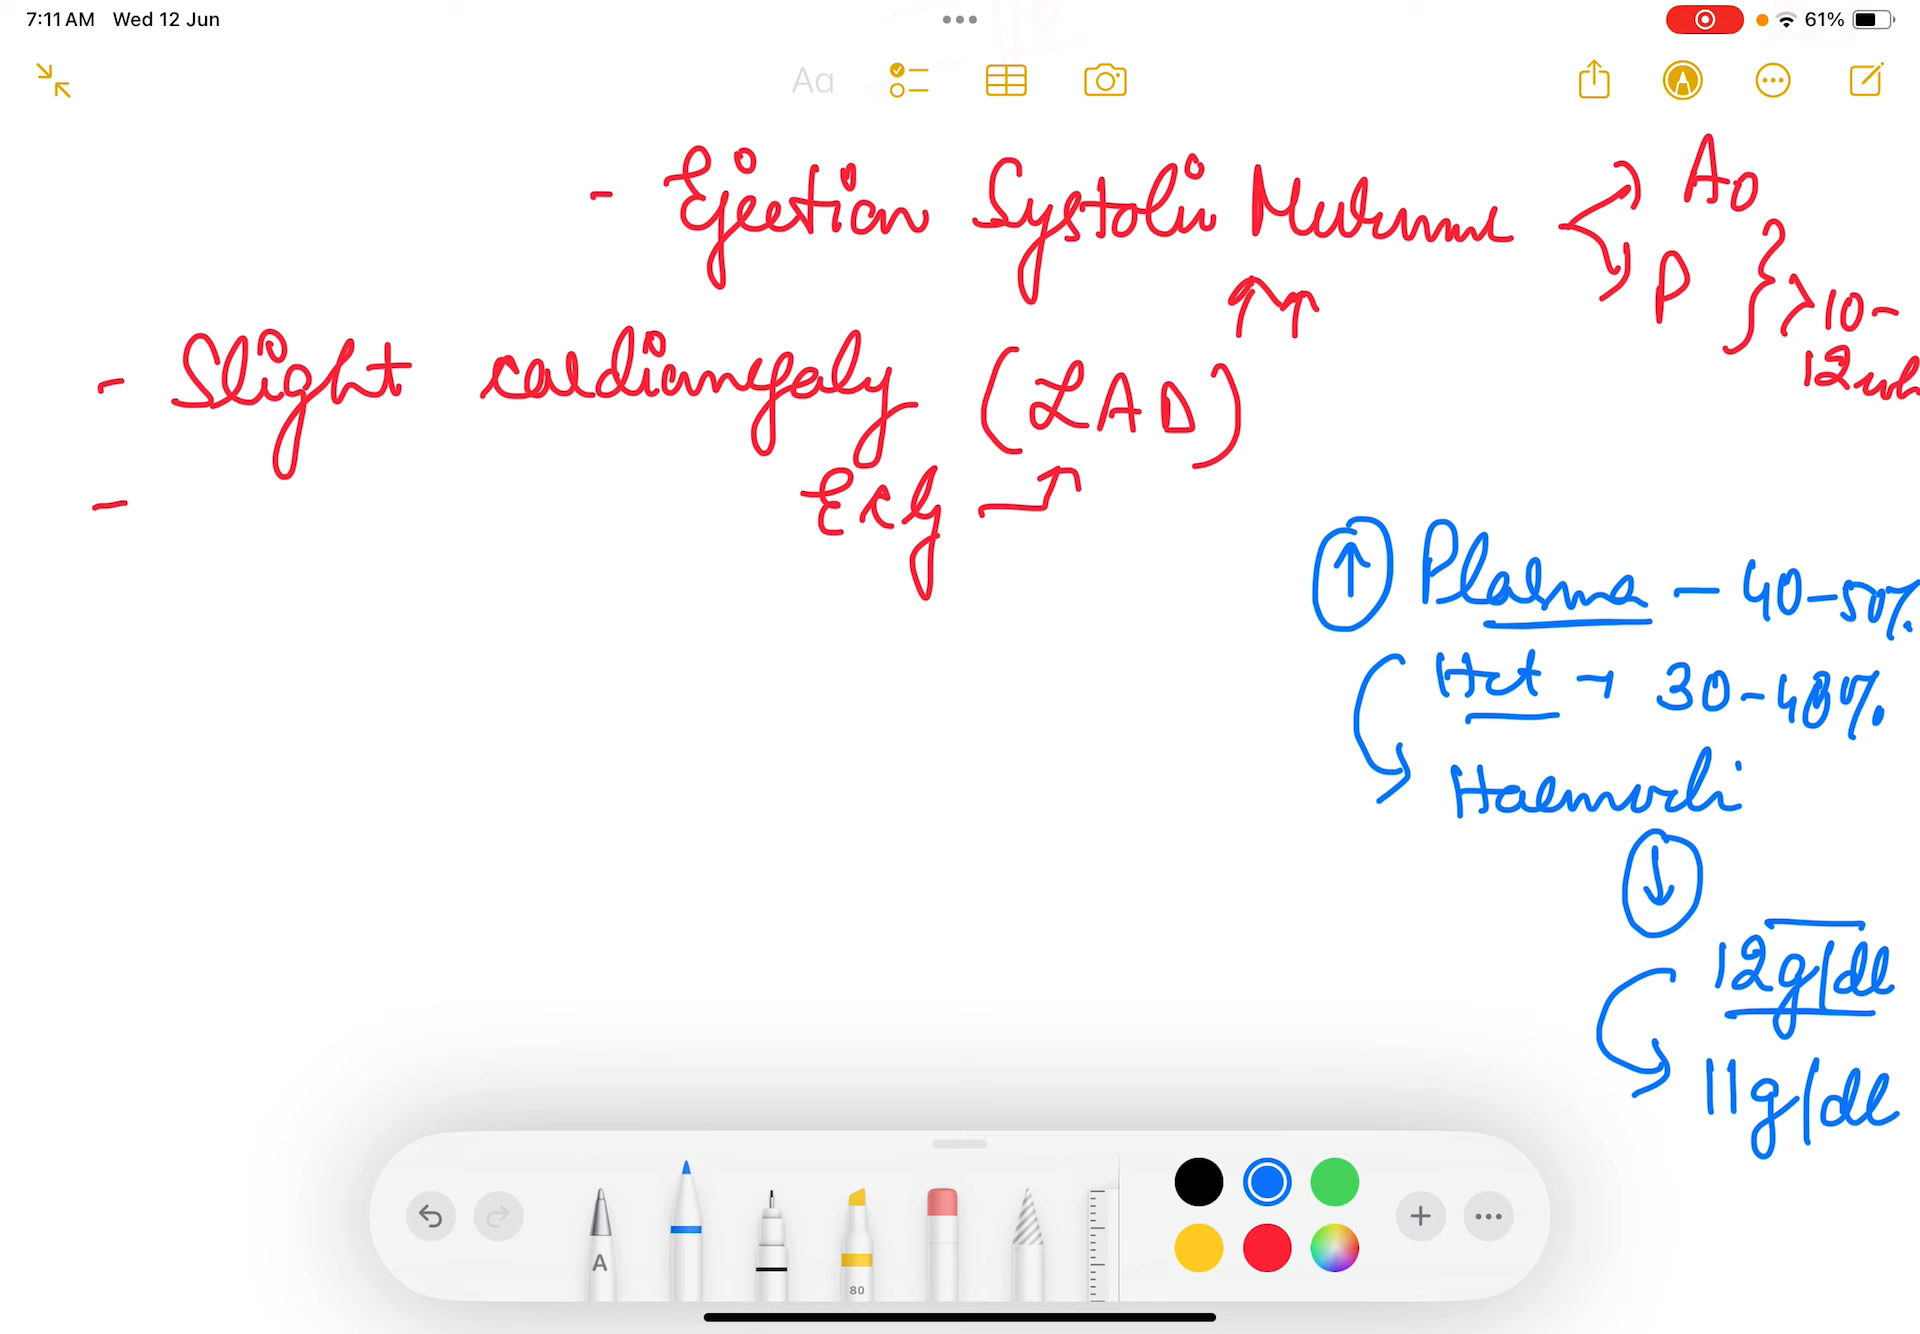 7:11 AM Wed 12 Jun
61%
Aa
- Ejection Systolic Murmur < Ao
P } > 10-
12wk
- Slight cardiomegaly (LAD)
- ECG →
↑ Plasma - 40-50%
Hct → 30-40%
Haemodi
↓
12g/dl
11g/dl
A
80